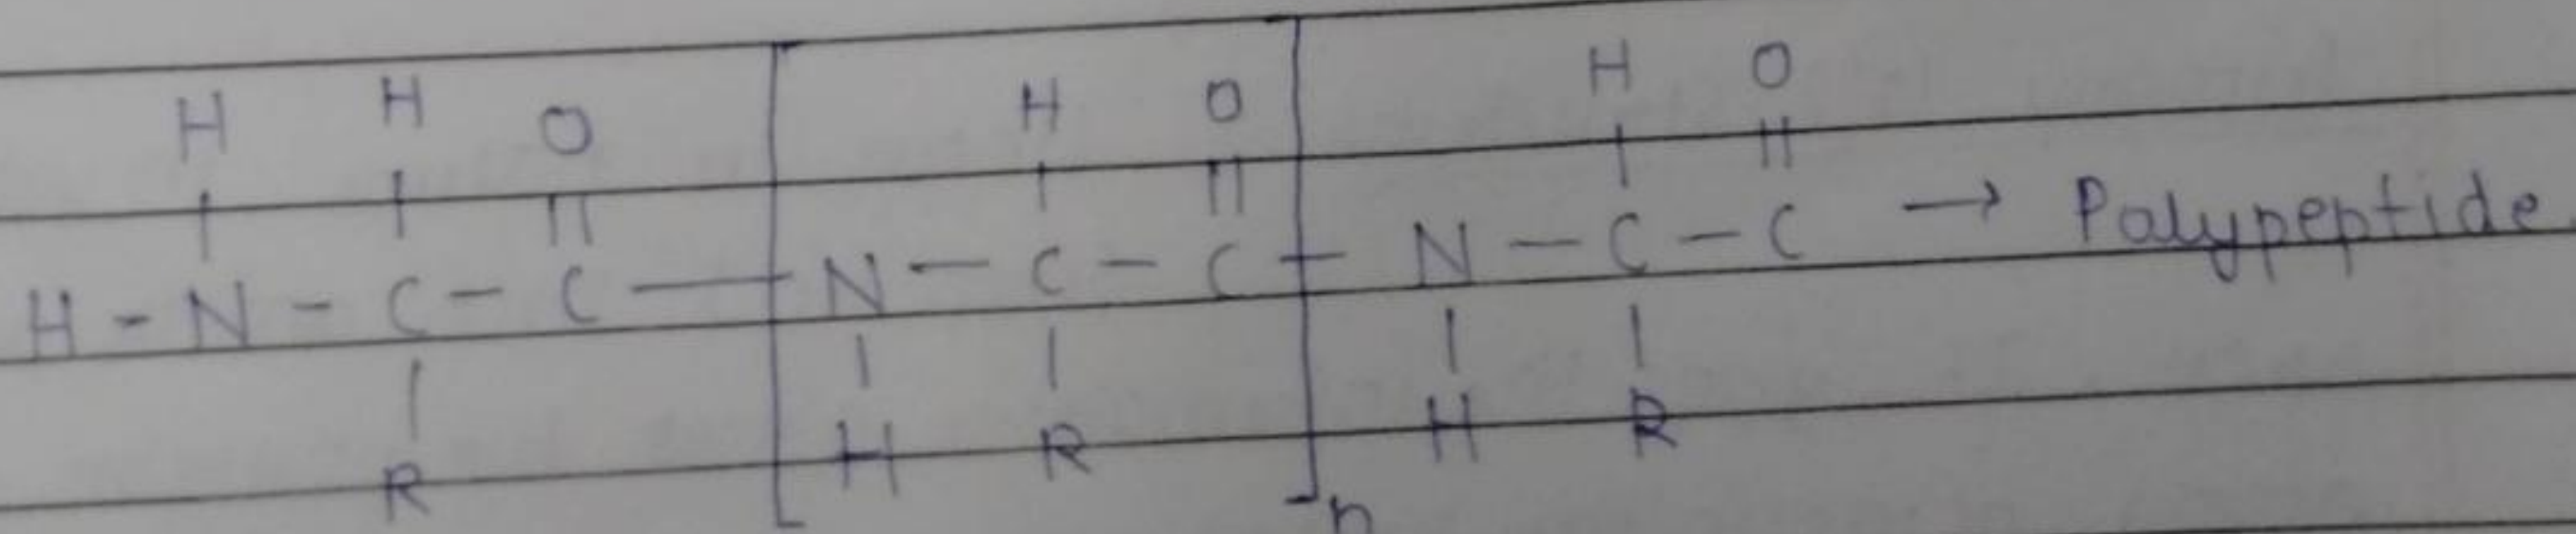 H H O H O H O
H - N - C - C — [ N - C - C ]n - N - C - C → Polypeptide
R H R H R